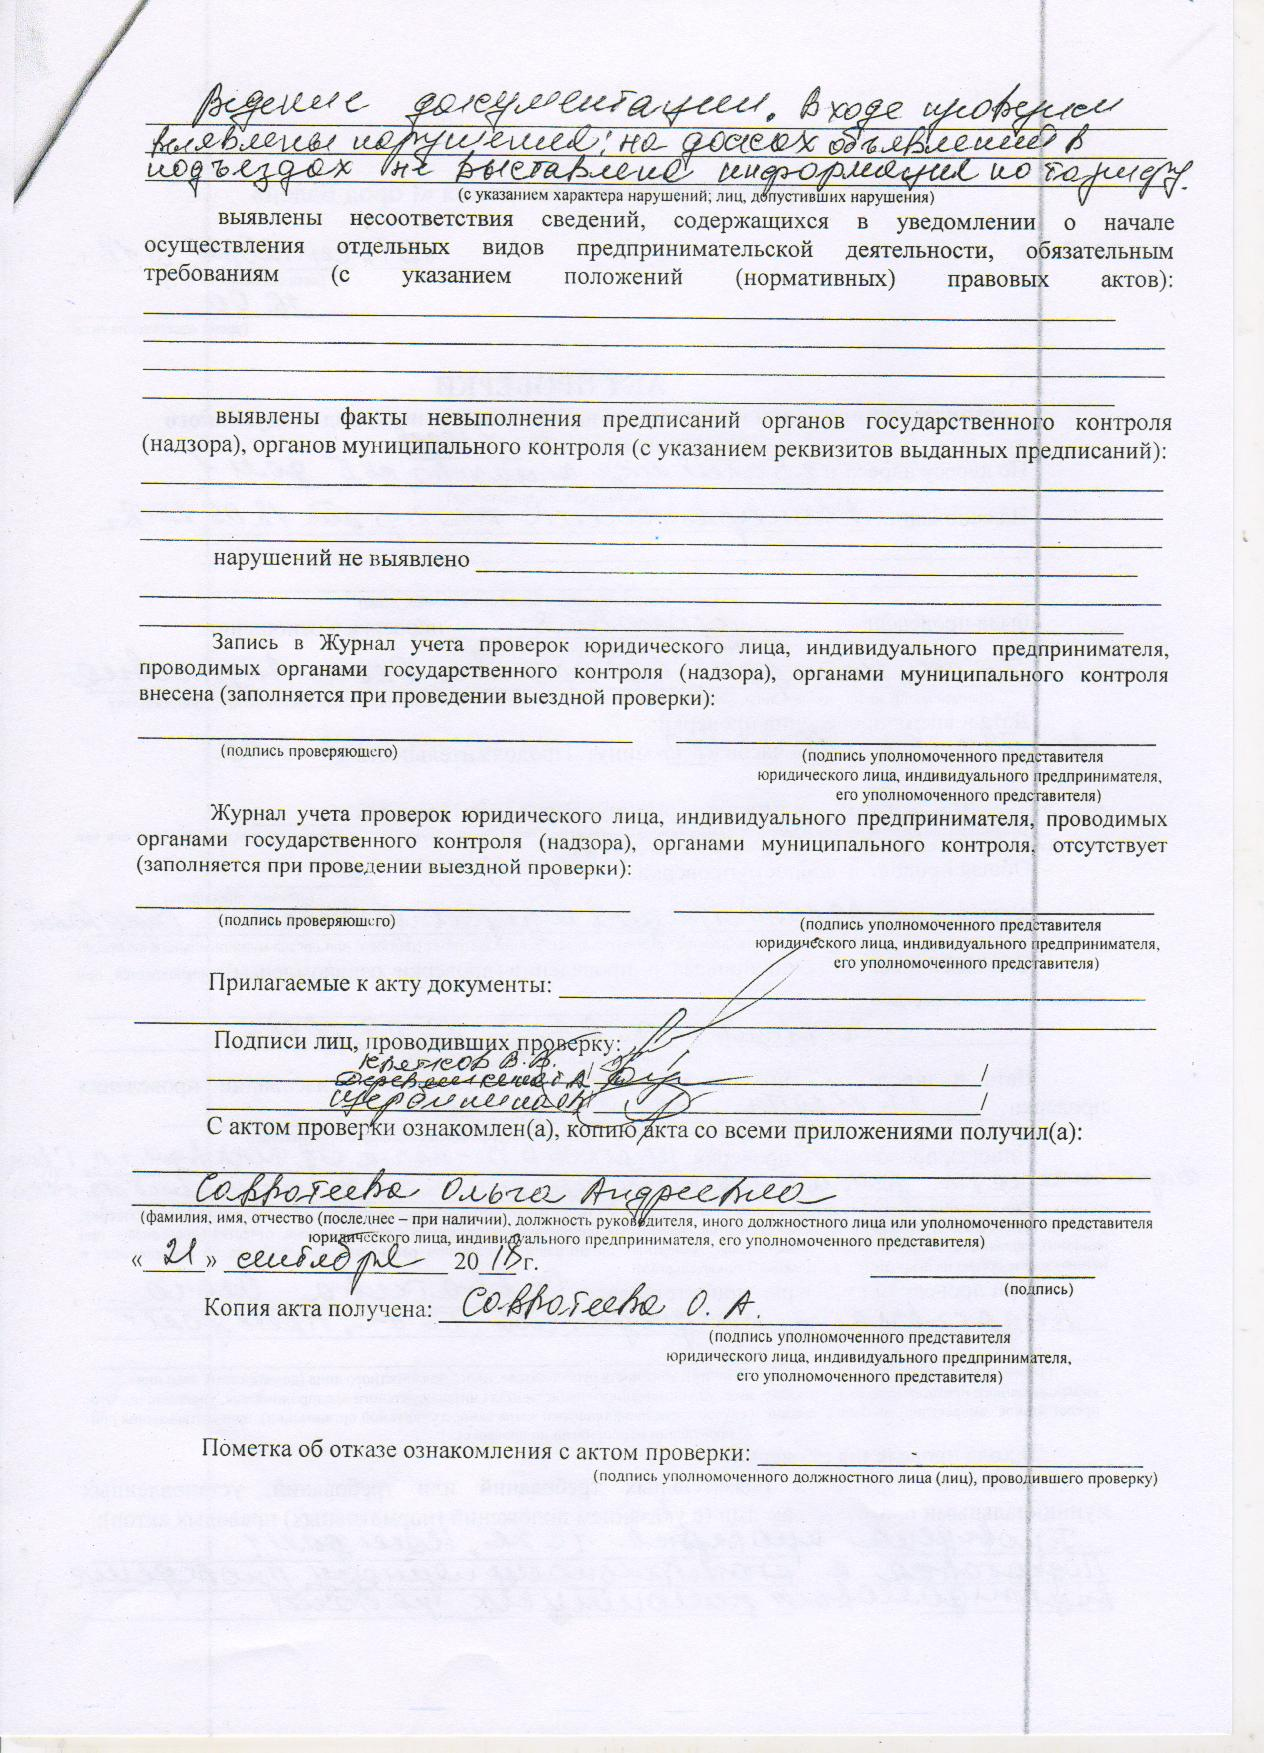 Ведение документации. В ходе проверки
выявлены нарушения: на досках объявлений в
подъездах не выставлена информация по тарифу.
(с указанием характера нарушений; лиц, допустивших нарушения)
выявлены несоответствия сведений, содержащихся в уведомлении о начале
осуществления отдельных видов предпринимательской деятельности, обязательным
требованиям (с указанием положений (нормативных) правовых актов):
выявлены факты невыполнения предписаний органов государственного контроля
(надзора), органов муниципального контроля (с указанием реквизитов выданных предписаний):
нарушений не выявлено
Запись в Журнал учета проверок юридического лица, индивидуального предпринимателя,
проводимых органами государственного контроля (надзора), органами муниципального контроля
внесена (заполняется при проведении выездной проверки):
(подпись проверяющего)
(подпись уполномоченного представителя
юридического лица, индивидуального предпринимателя,
его уполномоченного представителя)
Журнал учета проверок юридического лица, индивидуального предпринимателя, проводимых
органами государственного контроля (надзора), органами муниципального контроля, отсутствует
(заполняется при проведении выездной проверки):
(подпись проверяющего)
(подпись уполномоченного представителя
юридического лица, индивидуального предпринимателя,
его уполномоченного представителя)
Прилагаемые к акту документы:
Подписи лиц, проводивших проверку:
В.В.
/
/
С актом проверки ознакомлен(а), копию акта со всеми приложениями получил(а):
Савватеева Ольга Андреевна
(фамилия, имя, отчество (последнее – при наличии), должность руководителя, иного должностного лица или уполномоченного представителя
юридического лица, индивидуального предпринимателя, его уполномоченного представителя)
« 21 » сентября 2018 г.
(подпись)
Копия акта получена: Савватеева О. А.
(подпись уполномоченного представителя
юридического лица, индивидуального предпринимателя,
его уполномоченного представителя)
Пометка об отказе ознакомления с актом проверки: -
(подпись уполномоченного должностного лица (лиц), проводившего проверку)